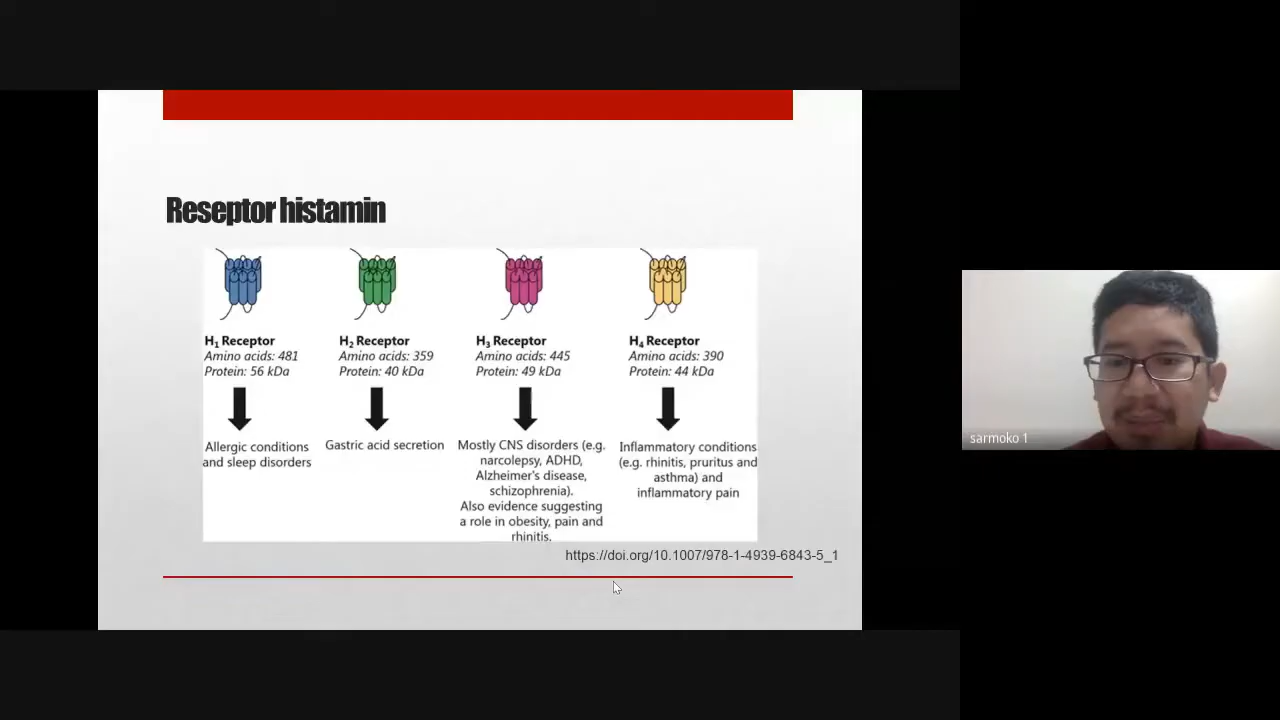 Reseptor histamin
H1 Receptor
Amino acids: 481
Protein: 56 kDa
Allergic conditions
and sleep disorders
H2 Receptor
Amino acids: 359
Protein: 40 kDa
Gastric acid secretion
H3 Receptor
Amino acids: 445
Protein: 49 kDa
Mostly CNS disorders (e.g.
narcolepsy, ADHD,
Alzheimer's disease,
schizophrenia).
Also evidence suggesting
a role in obesity, pain and
rhinitis.
H4 Receptor
Amino acids: 390
Protein: 44 kDa
Inflammatory conditions
(e.g. rhinitis, pruritus and
asthma) and
inflammatory pain
https://doi.org/10.1007/978-1-4939-6843-5_1
sarmoko 1